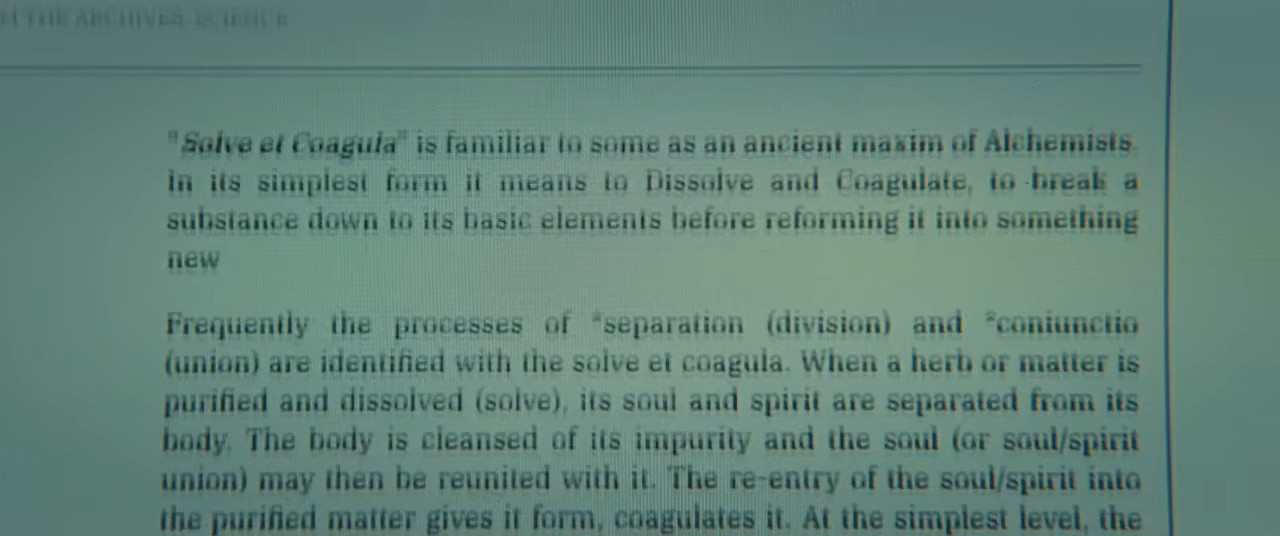 THE ARCHIVES SCIENCE
"Solve et Coagula" is familiar to some as an ancient maxim of Alchemists.
In its simplest form it means to Dissolve and Coagulate, to break a
substance down to its basic elements before reforming it into something
new
Frequently the processes of *separation (division) and *coniunctio
(union) are identified with the solve et coagula. When a herb or matter is
purified and dissolved (solve), its soul and spirit are separated from its
body. The body is cleansed of its impurity and the soul (or soul/spirit
union) may then be reunited with it. The re-entry of the soul/spirit into
the purified matter gives it form, coagulates it. At the simplest level, the